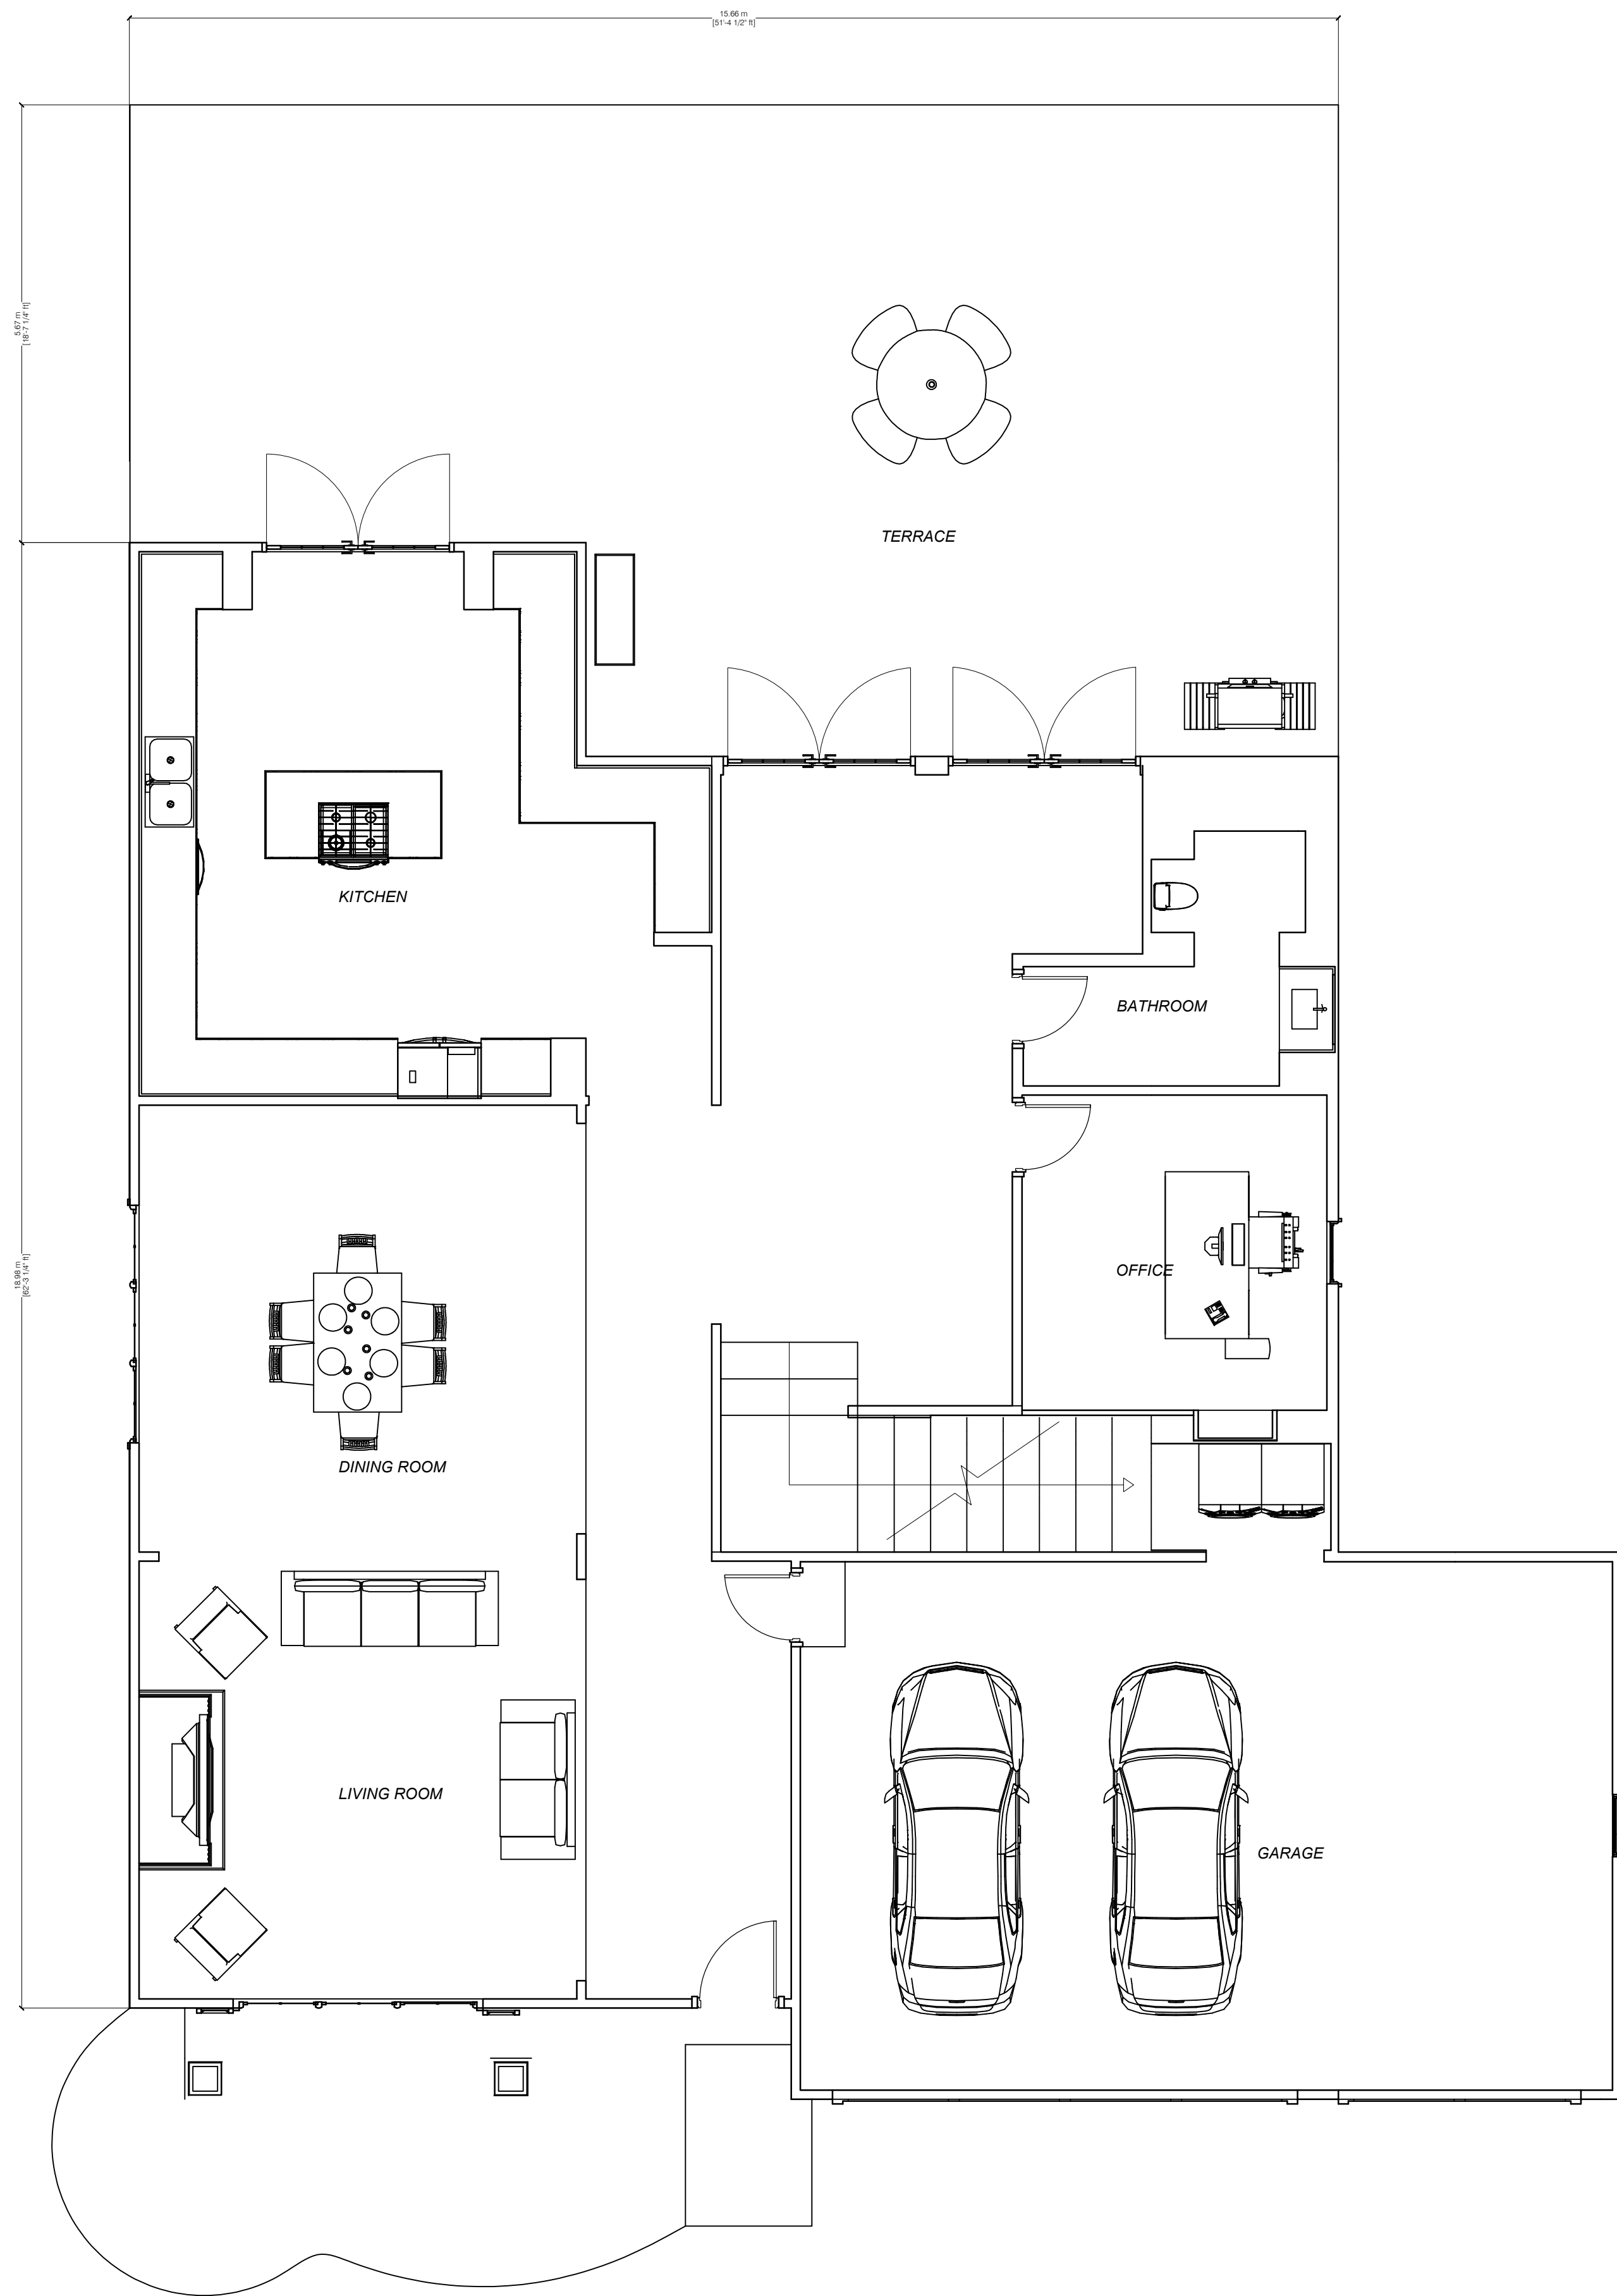 15.66 m
[51'-4 1/2" ft]
5.67 m
[18'-7 1/4" ft]
TERRACE
KITCHEN
BATHROOM
18.98 m
[62'-3 1/4" ft]
OFFICE
DINING ROOM
LIVING ROOM
GARAGE